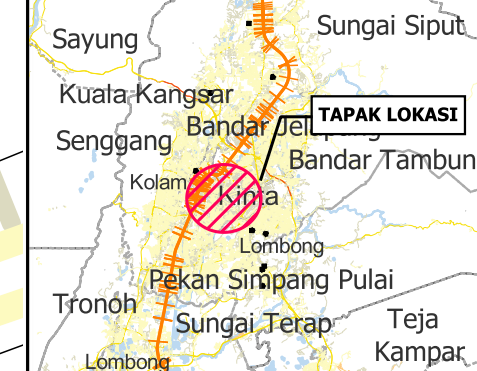 Sungai Siput
Sayung
Kuala Kangsar
TAPAK LOKASI
Bandar Jelapang
Senggang
Bandar Tambun
Kolam
Kinta
Lombong
Pekan Simpang Pulai
Tronoh
Sungai Terap
Teja
Kampar
Lombong